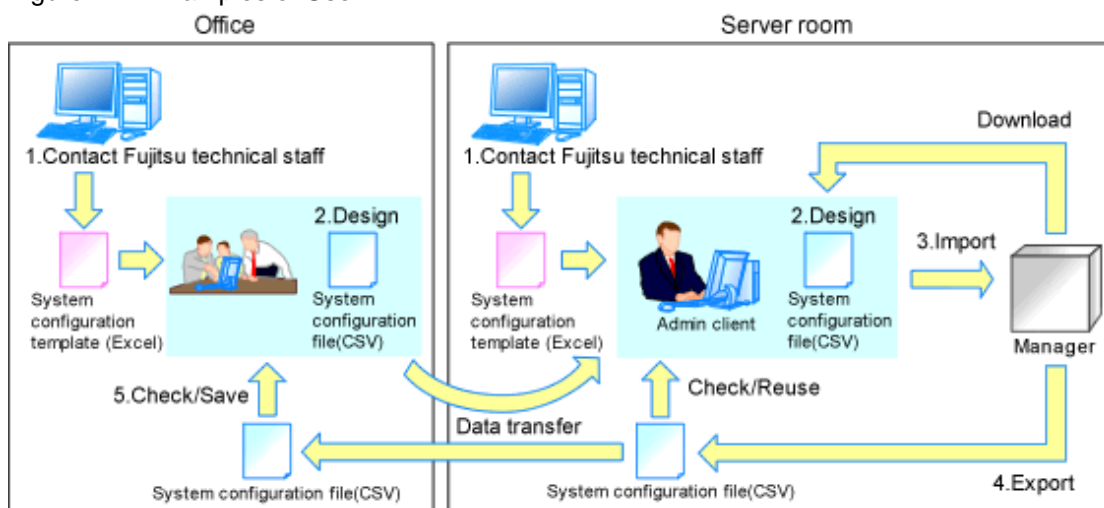 Office
Server room
1.Contact Fujitsu technical staff
2.Design
System
configuration
template (Excel)
System
configuration
file(CSV)
5.Check/Save
System configuration file(CSV)
Data transfer
1.Contact Fujitsu technical staff
Download
2.Design
3.Import
System
configuration
template (Excel)
Admin client
System
configuration
file(CSV)
Manager
Check/Reuse
System configuration file(CSV)
4.Export